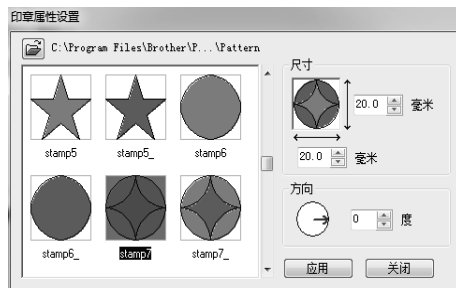 印章属性设置
C:\Program Files\Brother\P...\Pattern
stamp5 stamp5_ stamp6
stamp6_ stamp7 stamp7_
尺寸
20.0 毫米
20.0 毫米
方向
0 度
应用 关闭